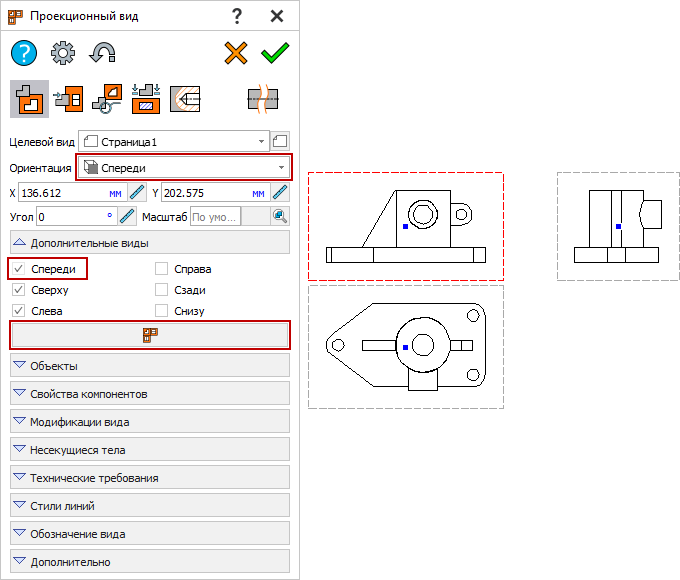 Проекционный вид ?
?
Целевой вид Страница1
Ориентация Спереди
X 136.612 мм Y 202.575 мм
Угол 0 ° Масштаб По умо...
Дополнительные виды
Спереди Справа
Сверху Сзади
Слева Снизу
Объекты
Свойства компонентов
Модификации вида
Несекущиеся тела
Технические требования
Стили линий
Обозначение вида
Дополнительно